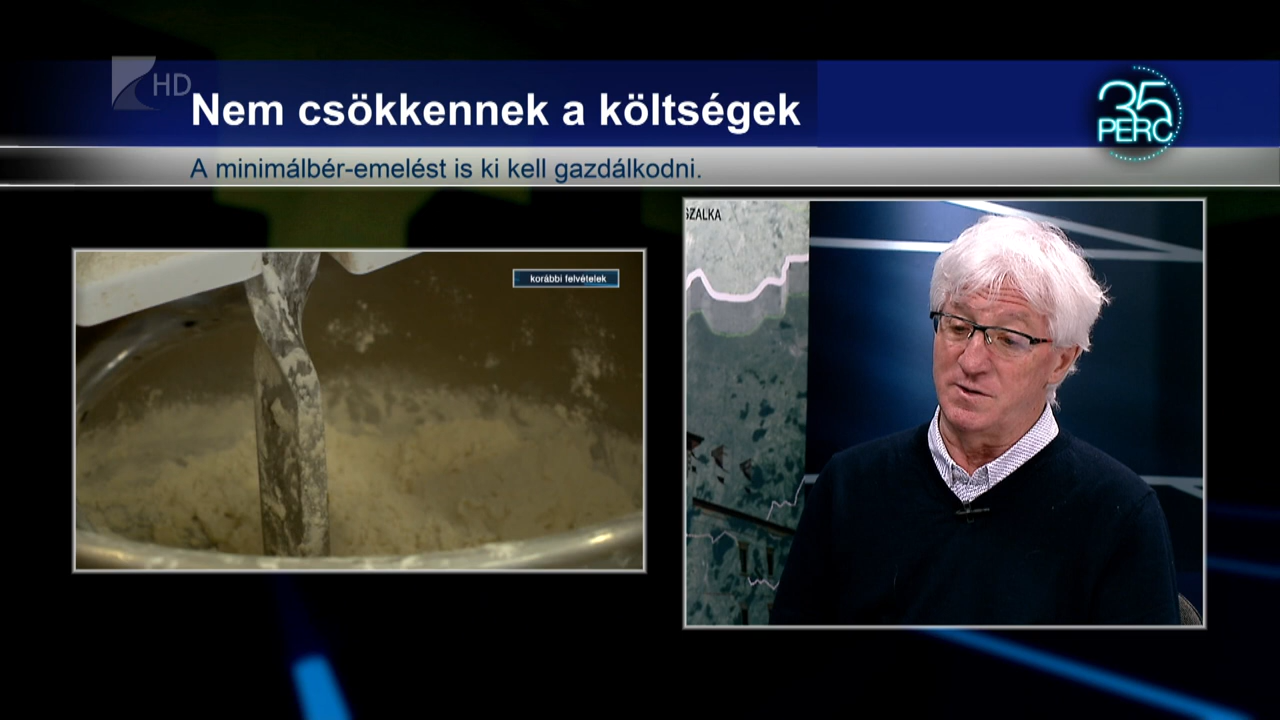 HD
Nem csökkennek a költségek
35
PERC
A minimálbér-emelést is ki kell gazdálkodni.
SZALKA
korábbi felvételek